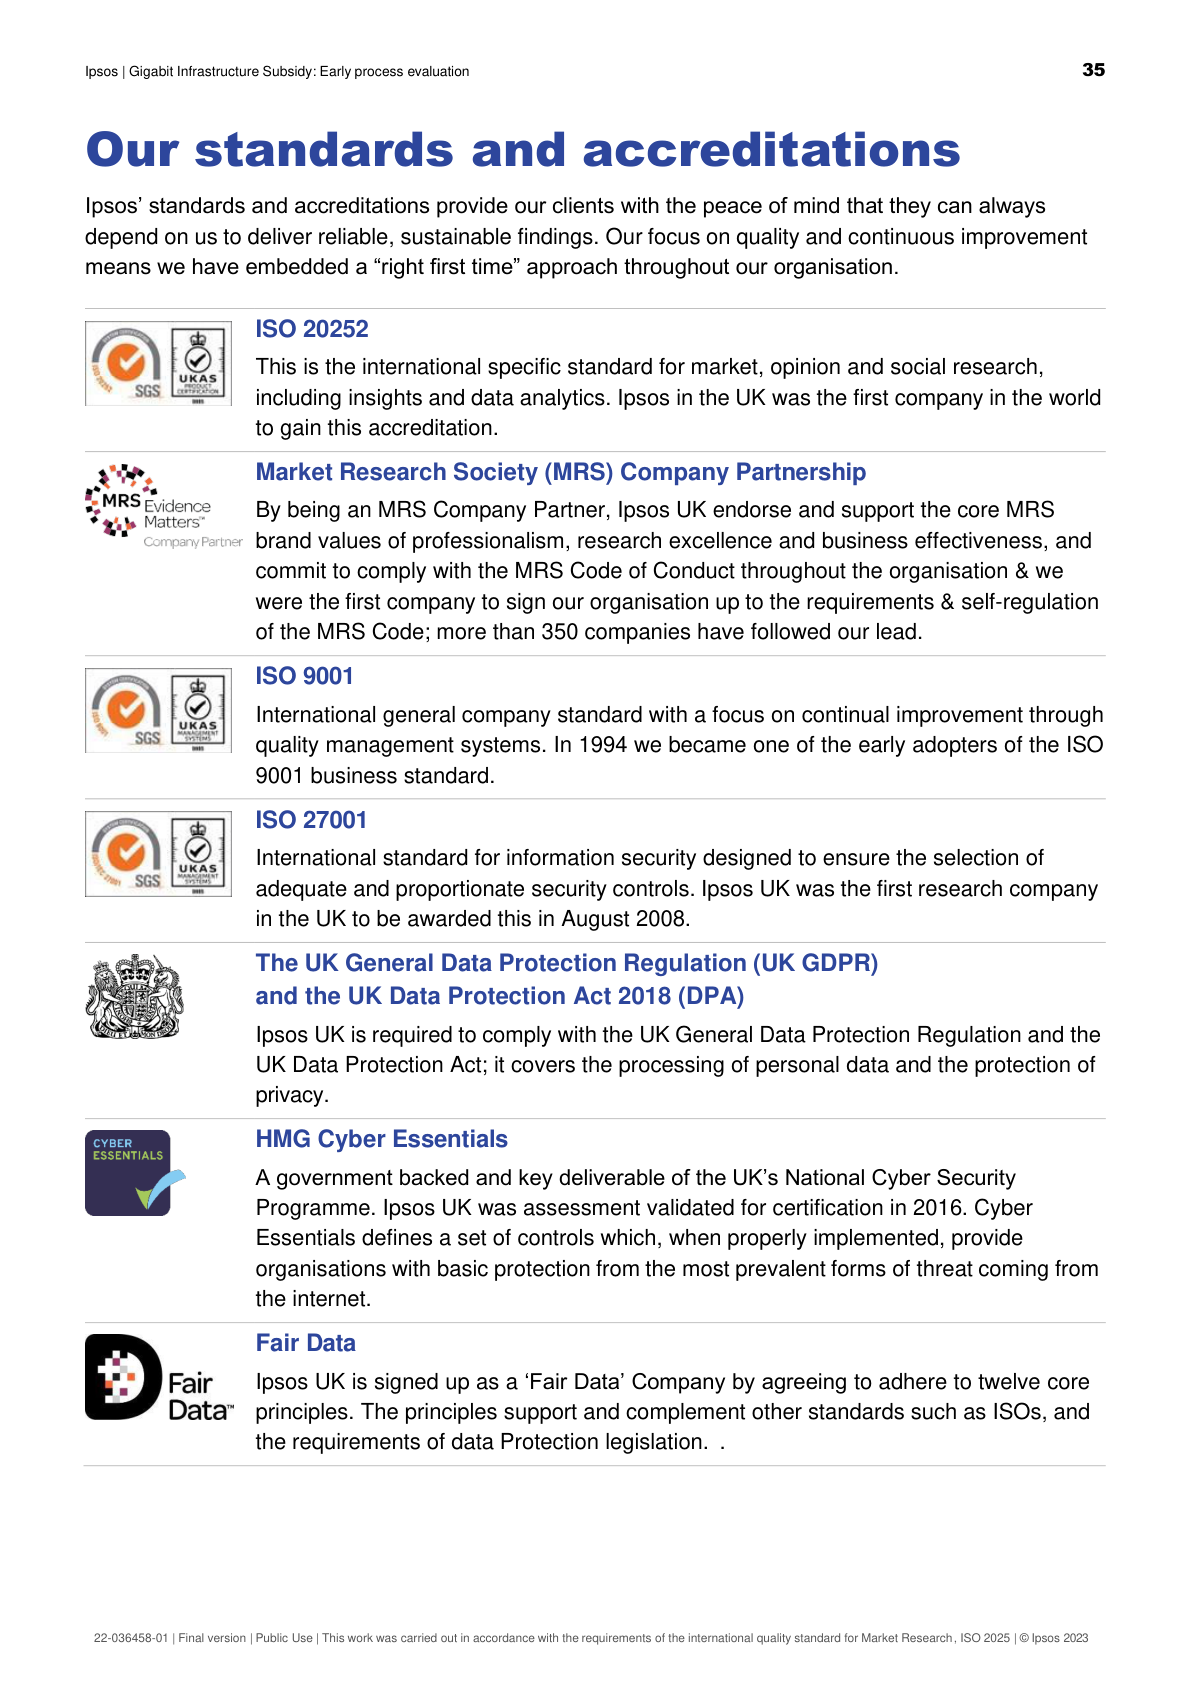 Ipsos | Gigabit Infrastructure Subsidy: Early process evaluation
35
Our standards and accreditations
Ipsos’ standards and accreditations provide our clients with the peace of mind that they can always
depend on us to deliver reliable, sustainable findings. Our focus on quality and continuous improvement
means we have embedded a “right first time” approach throughout our organisation.
SGS
UKAS
PRODUCT
CERTIFICATION
ISO 20252
This is the international specific standard for market, opinion and social research,
including insights and data analytics. Ipsos in the UK was the first company in the world
to gain this accreditation.
MRS Evidence
Matters™
Company Partner
Market Research Society (MRS) Company Partnership
By being an MRS Company Partner, Ipsos UK endorse and support the core MRS
brand values of professionalism, research excellence and business effectiveness, and
commit to comply with the MRS Code of Conduct throughout the organisation & we
were the first company to sign our organisation up to the requirements & self-regulation
of the MRS Code; more than 350 companies have followed our lead.
SGS
UKAS
MANAGEMENT
SYSTEMS
ISO 9001
International general company standard with a focus on continual improvement through
quality management systems. In 1994 we became one of the early adopters of the ISO
9001 business standard.
SGS
UKAS
MANAGEMENT
SYSTEMS
ISO 27001
International standard for information security designed to ensure the selection of
adequate and proportionate security controls. Ipsos UK was the first research company
in the UK to be awarded this in August 2008.
The UK General Data Protection Regulation (UK GDPR)
and the UK Data Protection Act 2018 (DPA)
Ipsos UK is required to comply with the UK General Data Protection Regulation and the
UK Data Protection Act; it covers the processing of personal data and the protection of
privacy.
CYBER
ESSENTIALS
HMG Cyber Essentials
A government backed and key deliverable of the UK’s National Cyber Security
Programme. Ipsos UK was assessment validated for certification in 2016. Cyber
Essentials defines a set of controls which, when properly implemented, provide
organisations with basic protection from the most prevalent forms of threat coming from
the internet.
Fair
Data™
Fair Data
Ipsos UK is signed up as a ‘Fair Data’ Company by agreeing to adhere to twelve core
principles. The principles support and complement other standards such as ISOs, and
the requirements of data Protection legislation.  .
22-036458-01 | Final version | Public Use | This work was carried out in accordance with the requirements of the international quality standard for Market Research, ISO 2025 | © Ipsos 2023